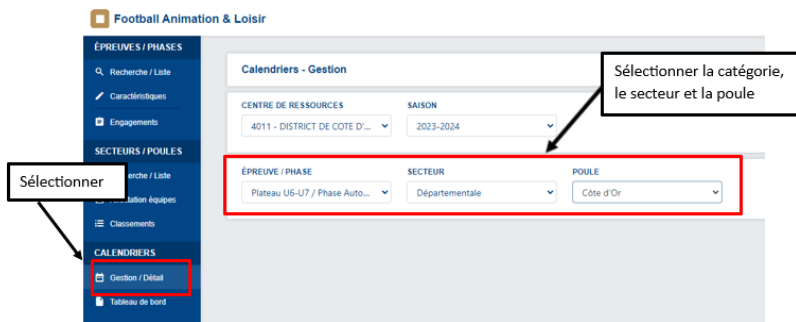 Football Animation & Loisir
ÉPREUVES / PHASES
Recherche / Liste
Caractéristiques
Engagements
SECTEURS / POULES
erche / Liste
tation équipes
Classements
CALENDRIERS
Gestion / Détail
Tableau de bord
Sélectionner
Calendriers - Gestion
CENTRE DE RESSOURCES
SAISON
4011 - DISTRICT DE COTE D'...
2023-2024
ÉPREUVE / PHASE
SECTEUR
POULE
Plateau U6-U7 / Phase Auto...
Départementale
Côte d'Or
Sélectionner la catégorie,
le secteur et la poule